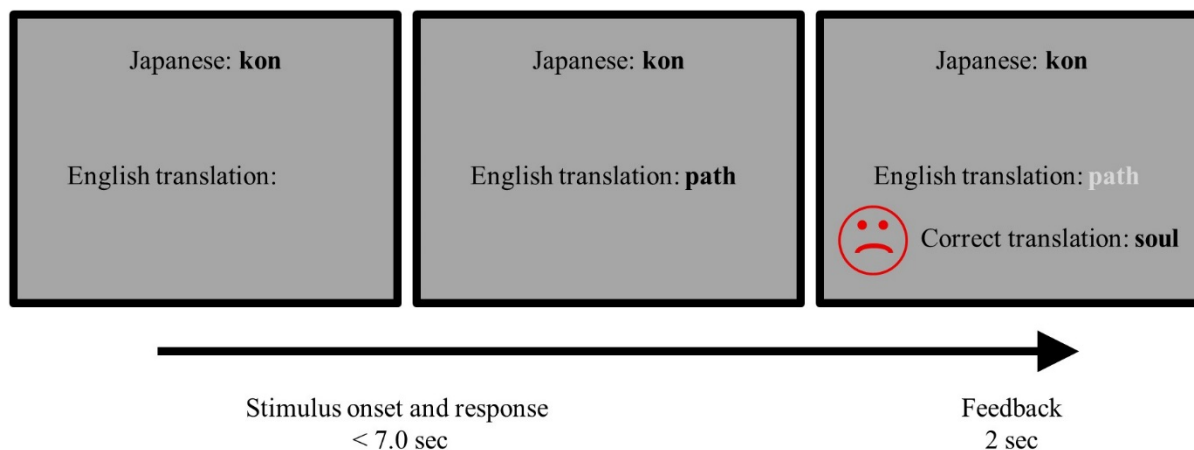 Japanese: kon
English translation:
Japanese: kon
English translation: path
Japanese: kon
English translation: path
Correct translation: soul
Stimulus onset and response
< 7.0 sec
Feedback
2 sec